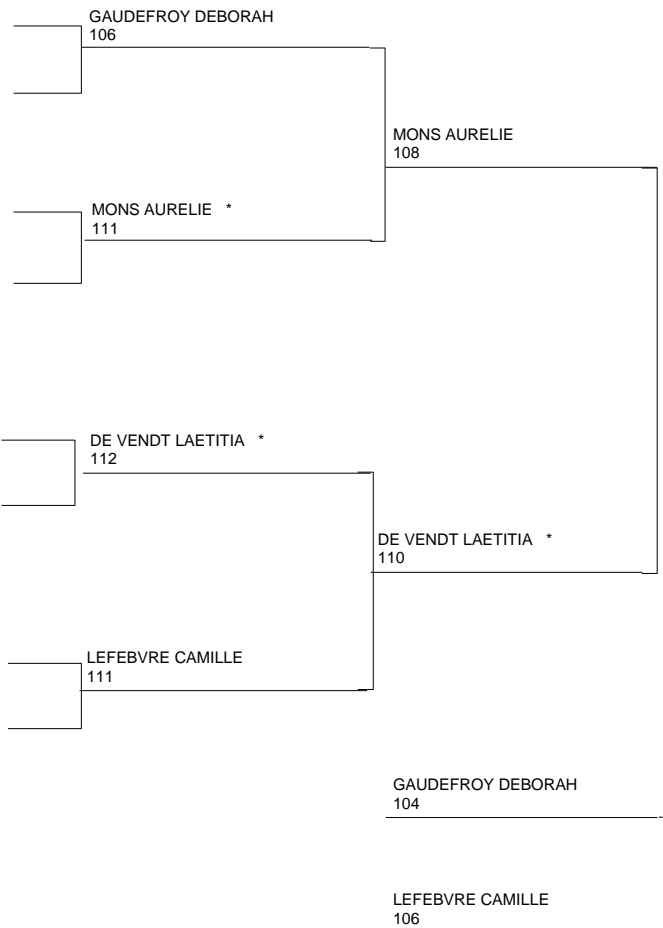 GAUDEFROY DEBORAH
106
MONS AURELIE
108
MONS AURELIE *
111
DE VENDT LAETITIA *
112
DE VENDT LAETITIA *
110
LEFEBVRE CAMILLE
111
GAUDEFROY DEBORAH
104
LEFEBVRE CAMILLE
106